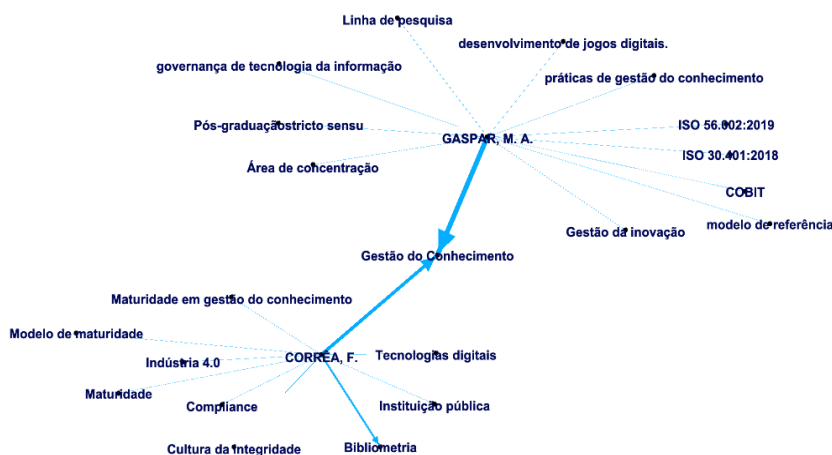 Linha de pesquisa
desenvolvimento de jogos digitais.
governança de tecnologia da informação
práticas de gestão do conhecimento
Pós-graduaçãostricto sensu
ISO 56.002:2019
GASPAR, M. A.
ISO 30.401:2018
Área de concentração
COBIT
modelo de referência
Gestão da inovação
Gestão do Conhecimento
Maturidade em gestão do conhecimento
Modelo de maturidade
Indústria 4.0
CORRÊA, F.
Tecnologias digitais
Maturidade
Compliance
Instituição pública
Cultura da integridade
Bibliometria